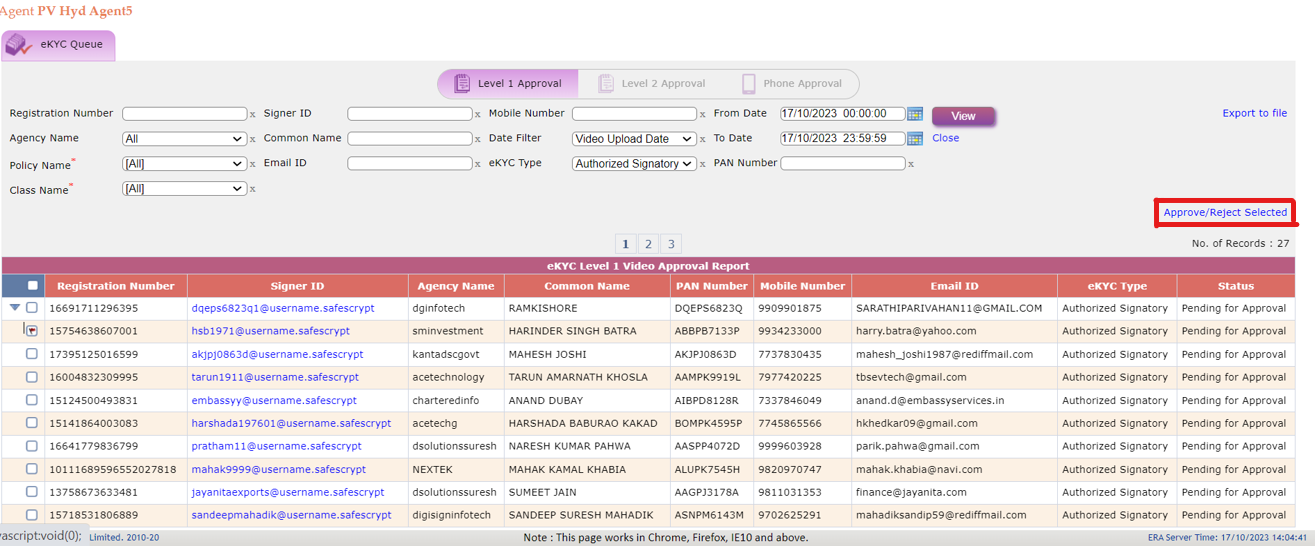 Agent PV Hyd Agent5
eKYC Queue
Level 1 Approval Level 2 Approval Phone Approval
Registration Number x Signer ID x Mobile Number x From Date 17/10/2023 00:00:00 View Export to file
Agency Name All x Common Name x Date Filter Video Upload Date x To Date 17/10/2023 23:59:59 Close
Policy Name* [All] x Email ID x eKYC Type Authorized Signatory x PAN Number x
Class Name* [All] x
Approve/Reject Selected
1 2 3 No. of Records : 27
eKYC Level 1 Video Approval Report
Registration Number Signer ID Agency Name Common Name PAN Number Mobile Number Email ID eKYC Type Status
16691711296395 dqeps6823q1@username.safescrypt dginfotech RAMKISHORE DQEPS6823Q 9909901875 SARATHIPARIVAHAN11@GMAIL.COM Authorized Signatory Pending for Approval
15754638607001 hsb1971@username.safescrypt sminvestment HARINDER SINGH BATRA ABBPB7133P 9934233000 harry.batra@yahoo.com Authorized Signatory Pending for Approval
17395125016599 akjpj0863d@username.safescrypt kantadscgovt MAHESH JOSHI AKJPJ0863D 7737830435 mahesh_joshi1987@rediffmail.com Authorized Signatory Pending for Approval
16004832309995 tarun1911@username.safescrypt acetechnology TARUN AMARNATH KHOSLA AAMPK9919L 7977420225 tbsevtech@gmail.com Authorized Signatory Pending for Approval
15124500493831 embassyy@username.safescrypt charteredinfo ANAND DUBAY AIBPD8128R 7337846049 anand.d@embassyservices.in Authorized Signatory Pending for Approval
15141864003083 harshada197601@username.safescrypt acetechg HARSHADA BABURAO KAKAD BOMPK4595P 7745865566 hkhedkar09@gmail.com Authorized Signatory Pending for Approval
16641779836799 pratham11@username.safescrypt dsolutionssuresh NARESH KUMAR PAHWA AASPP4072D 9999603928 parik.pahwa@gmail.com Authorized Signatory Pending for Approval
10111689596552027818 mahak9999@username.safescrypt NEXTEK MAHAK KAMAL KHABIA ALUPK7545H 9820970747 mahak.khabia@navi.com Authorized Signatory Pending for Approval
13758673633481 jayanitaexports@username.safescrypt dsolutionssuresh SUMEET JAIN AAGPJ3178A 9811031353 finance@jayanita.com Authorized Signatory Pending for Approval
15718531806889 sandeepmahadik@username.safescrypt digisigninfotech SANDEEP SURESH MAHADIK ASNPM6143M 9702625291 mahadiksandip59@rediffmail.com Authorized Signatory Pending for Approval
vascript:void(0); Limited. 2010-20 Note : This page works in Chrome, Firefox, IE10 and above. ERA Server Time: 17/10/2023 14:04:41